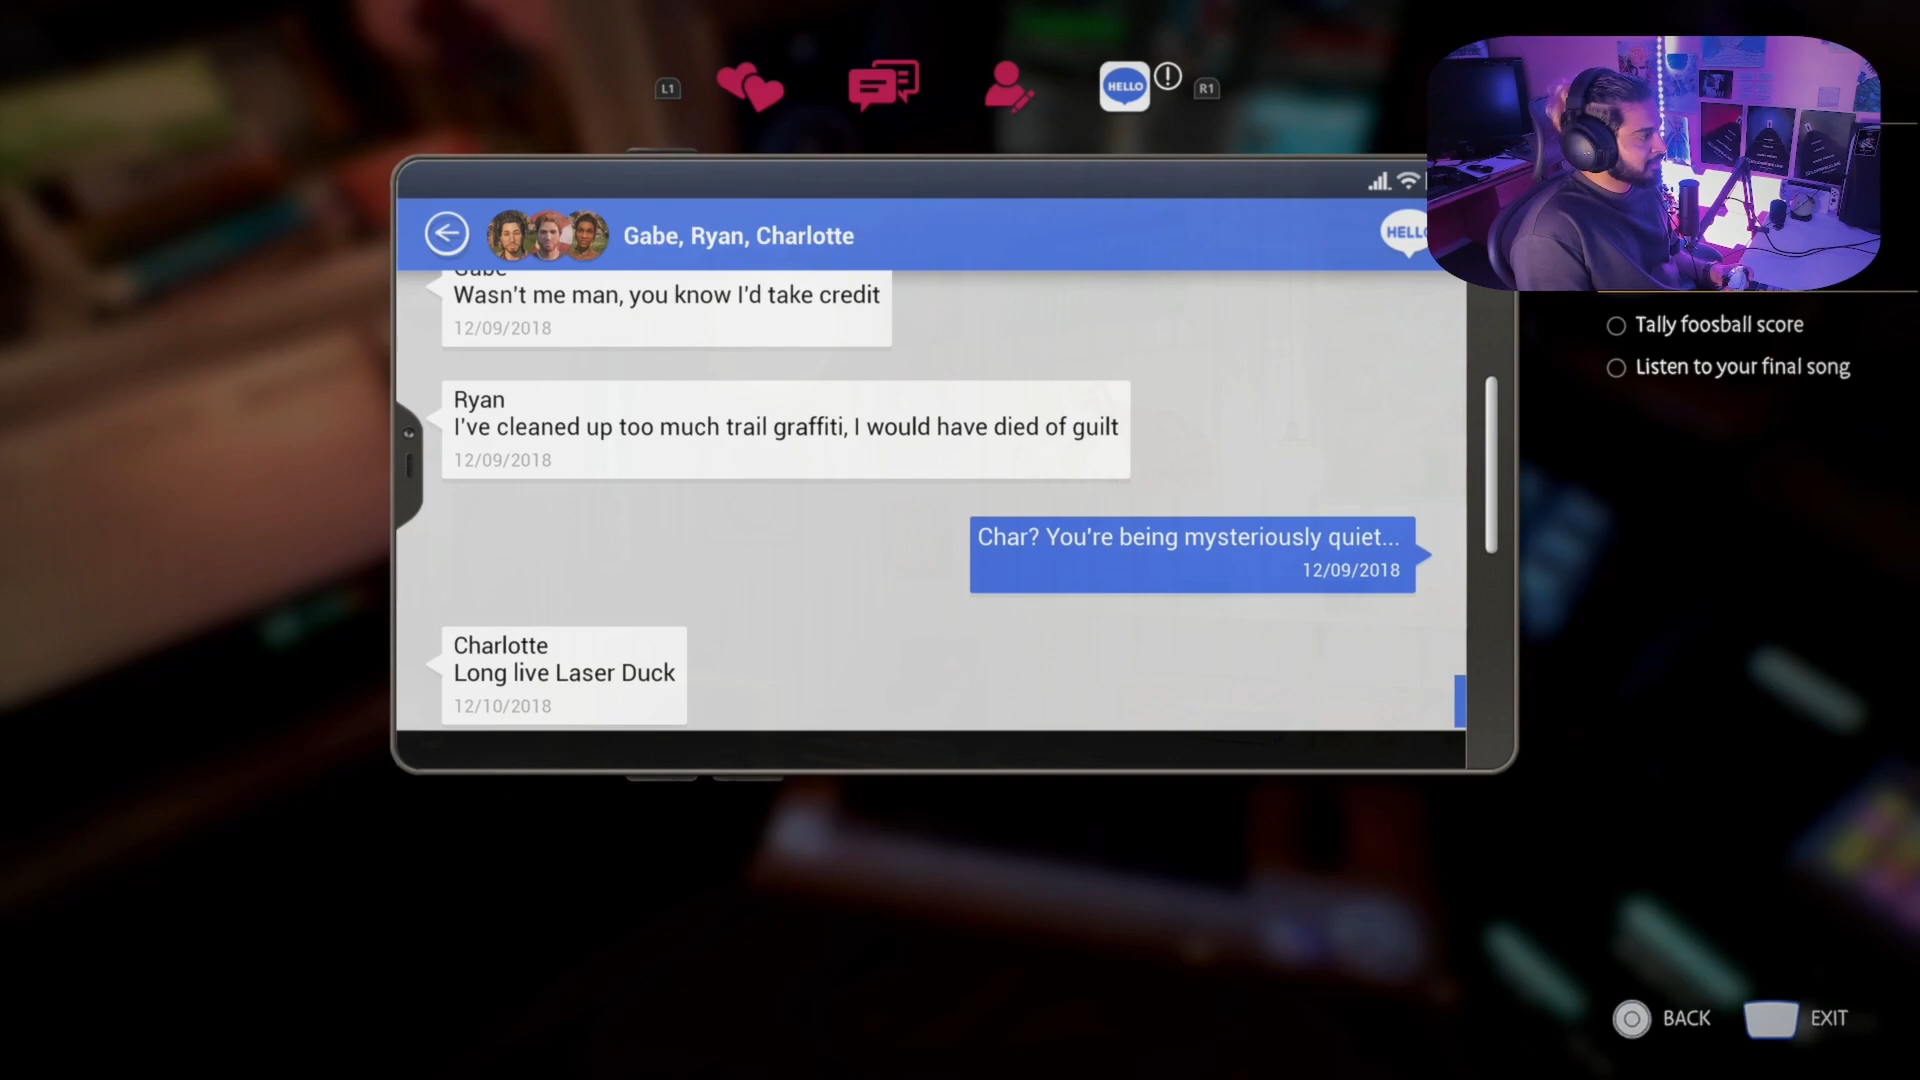 L1
HELLO
!
R1
Gabe, Ryan, Charlotte
HELLO
Gabe
Wasn't me man, you know I'd take credit
12/09/2018
Ryan
I've cleaned up too much trail graffiti, I would have died of guilt
12/09/2018
Char? You're being mysteriously quiet...
12/09/2018
Charlotte
Long live Laser Duck
12/10/2018
Tally foosball score
Listen to your final song
BACK
EXIT